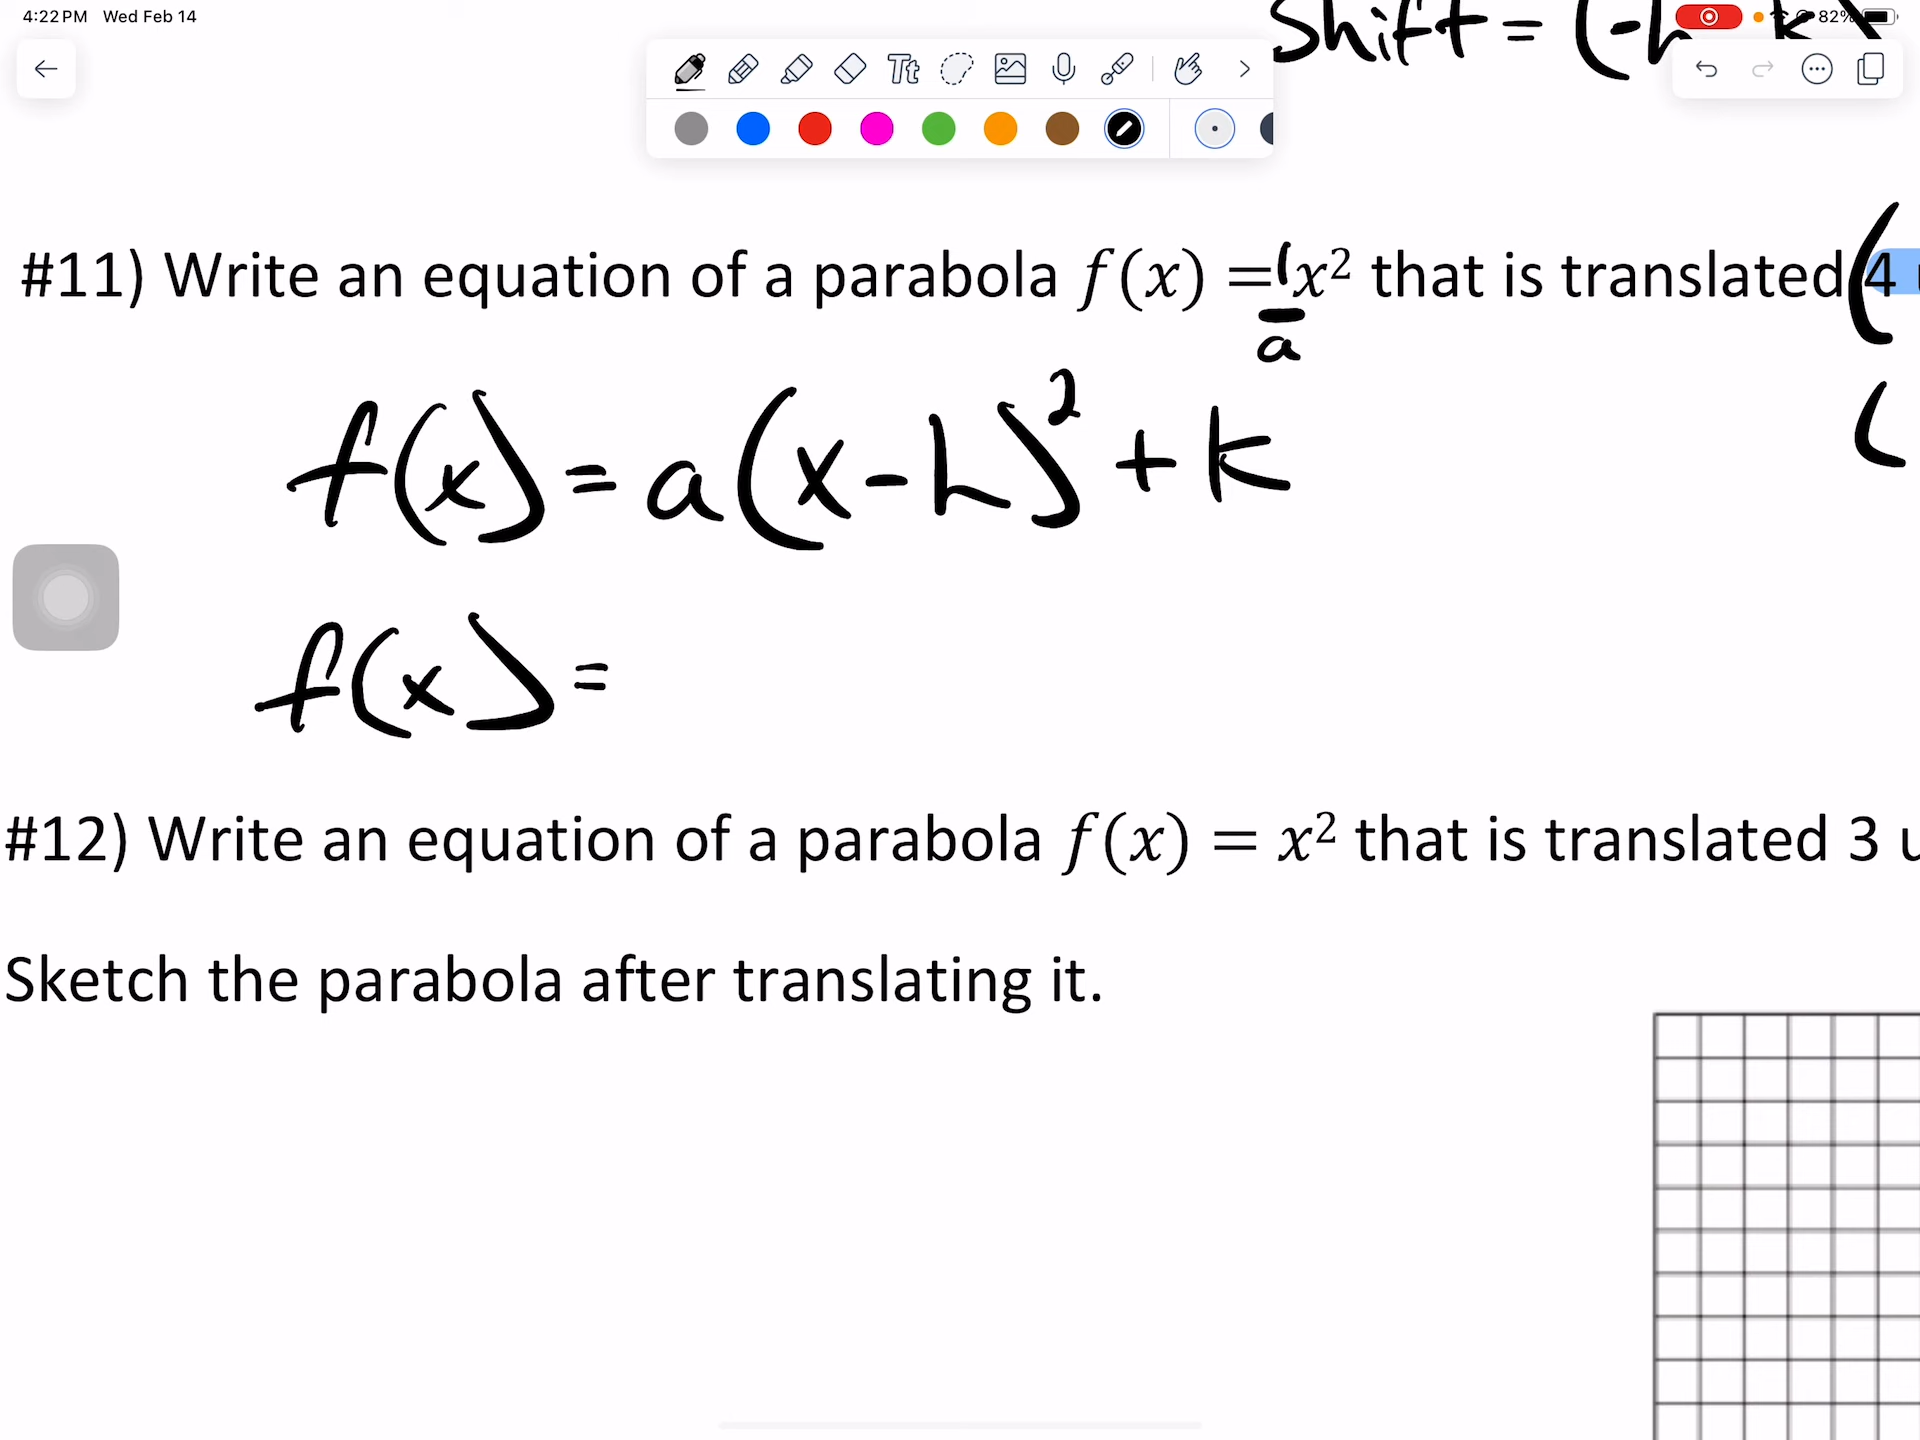 4:22 PM Wed Feb 14
82%
Shift = (-h k)
Tt
#11) Write an equation of a parabola f(x) = 1x² that is translated (4
a
f(x) = a(x-h)² + k
f(x) =
#12) Write an equation of a parabola f(x) = x² that is translated 3 u
Sketch the parabola after translating it.